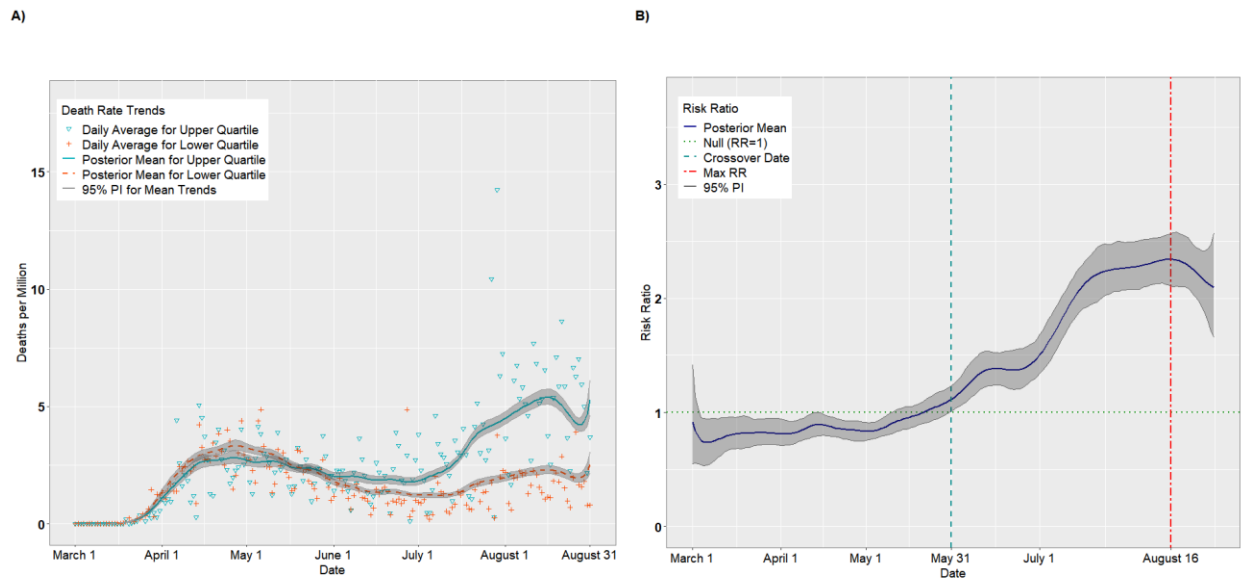 A)
Death Rate Trends
Daily Average for Upper Quartile
Daily Average for Lower Quartile
Posterior Mean for Upper Quartile
Posterior Mean for Lower Quartile
95% PI for Mean Trends
Deaths per Million
15
10
5
0
March 1 April 1 May 1 June 1 July 1 August 1 August 31
Date
B)
Risk Ratio
Posterior Mean
Null (RR=1)
Crossover Date
Max RR
95% PI
Risk Ratio
3
2
1
0
March 1 April 1 May 1 May 31 July 1 August 16
Date